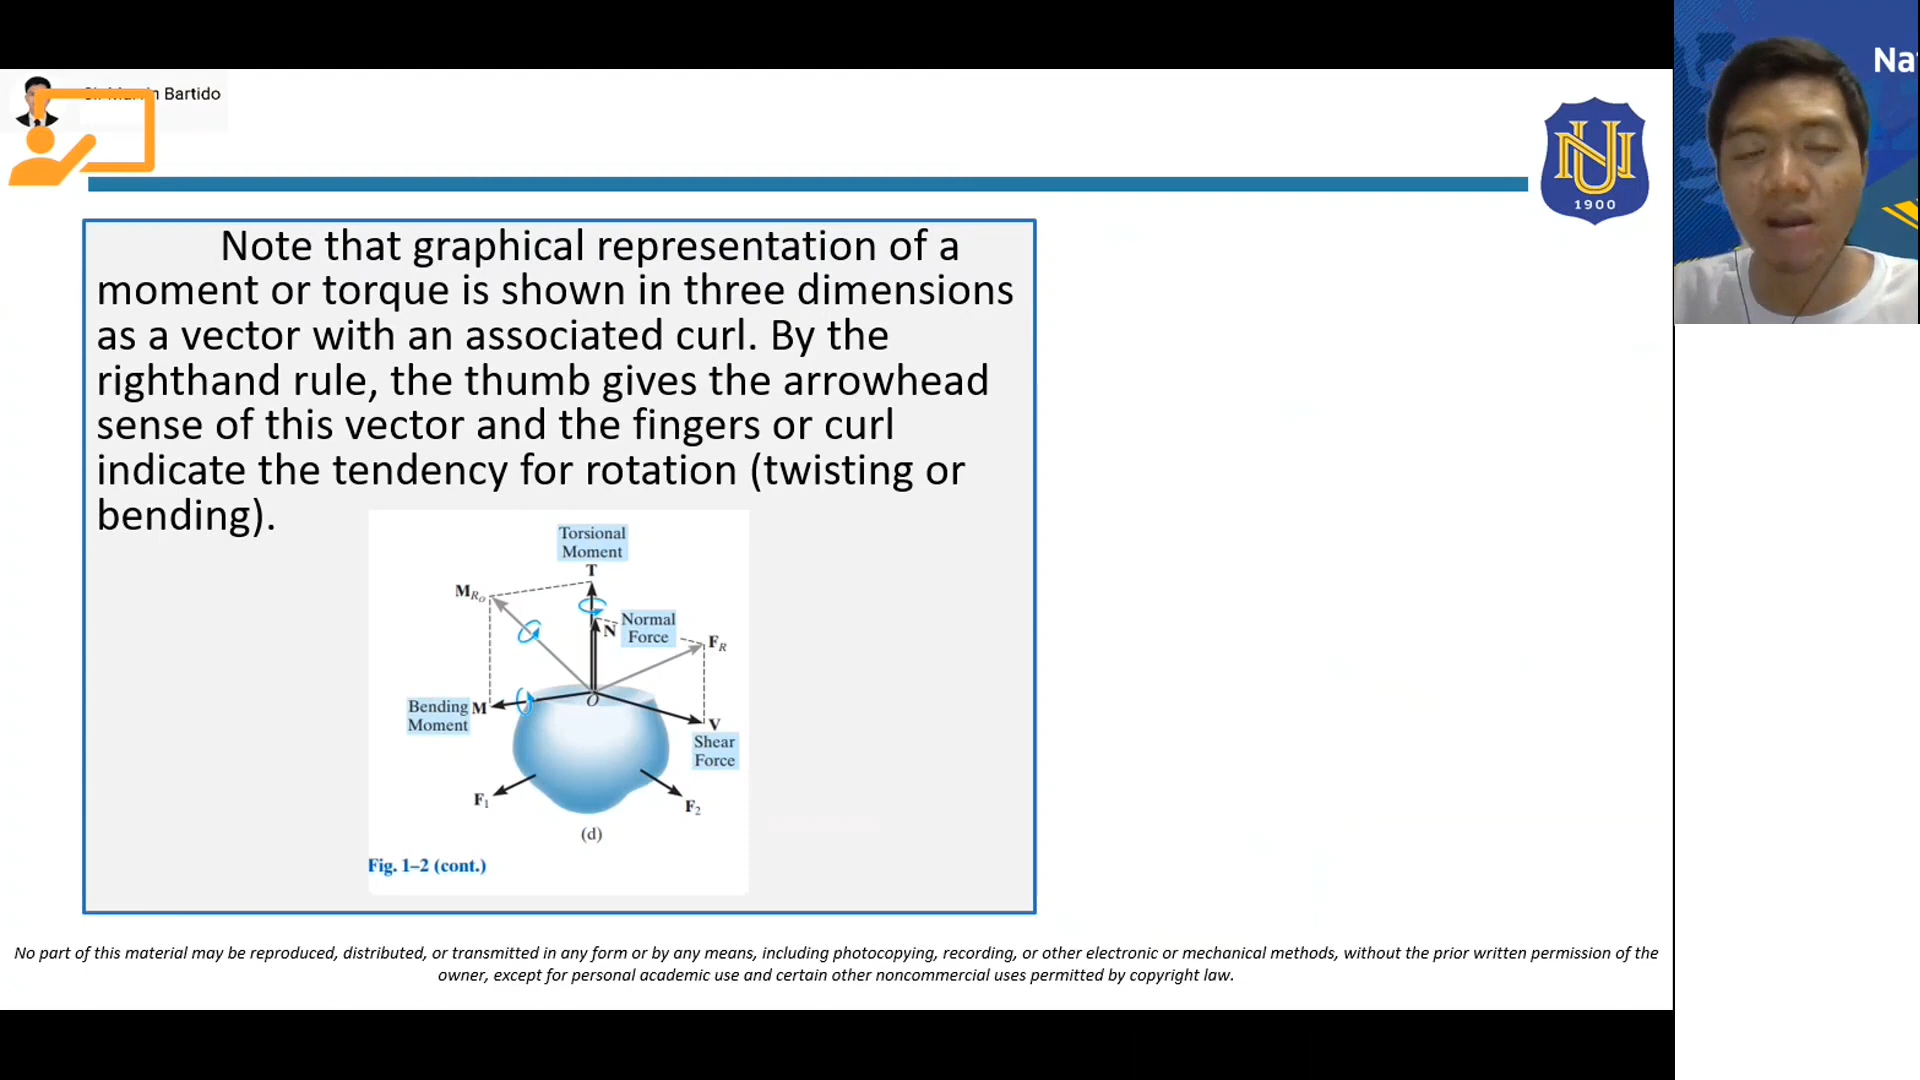 Bartido
Na
1900
Note that graphical representation of a
moment or torque is shown in three dimensions
as a vector with an associated curl. By the
righthand rule, the thumb gives the arrowhead
sense of this vector and the fingers or curl
indicate the tendency for rotation (twisting or
bending).
Torsional
Moment
T
M_R_O
Normal
Force
N
F_R
Bending
Moment
M
O
V
Shear
Force
F₁
F₂
(d)
Fig. 1–2 (cont.)
No part of this material may be reproduced, distributed, or transmitted in any form or by any means, including photocopying, recording, or other electronic or mechanical methods, without the prior written permission of the
owner, except for personal academic use and certain other noncommercial uses permitted by copyright law.